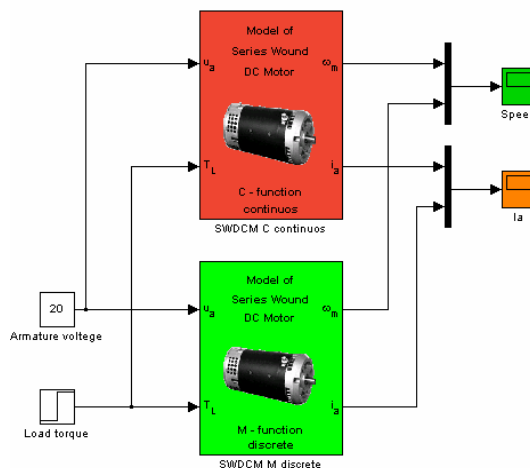 Model of
Series Wound
DC Motor
u_a
ω_m
T_L
i_a
C - function
continuos
SWDCM C continuos
Spee
Ia
Model of
Series Wound
DC Motor
u_a
ω_m
20
Armature voltege
T_L
i_a
M - function
discrete
Load torque
SWDCM M discrete